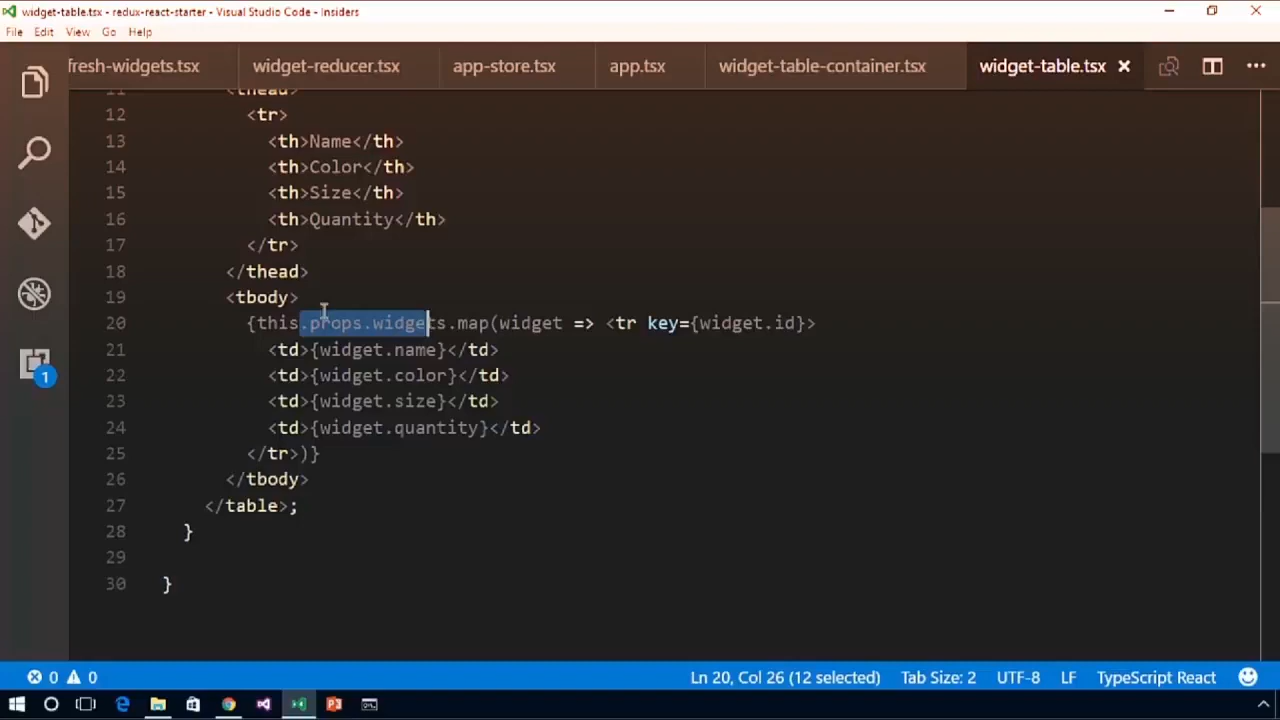 widget-table.tsx - redux-react-starter - Visual Studio Code - Insiders
File Edit View Go Help
fresh-widgets.tsx widget-reducer.tsx app-store.tsx app.tsx widget-table-container.tsx widget-table.tsx
11 <thead>
12 <tr>
13 <th>Name</th>
14 <th>Color</th>
15 <th>Size</th>
16 <th>Quantity</th>
17 </tr>
18 </thead>
19 <tbody>
20 {this.props.widgets.map(widget => <tr key={widget.id}>
21 <td>{widget.name}</td>
22 <td>{widget.color}</td>
23 <td>{widget.size}</td>
24 <td>{widget.quantity}</td>
25 </tr>)}
26 </tbody>
27 </table>;
28 }
29
30 }
1
0 0 Ln 20, Col 26 (12 selected) Tab Size: 2 UTF-8 LF TypeScript React